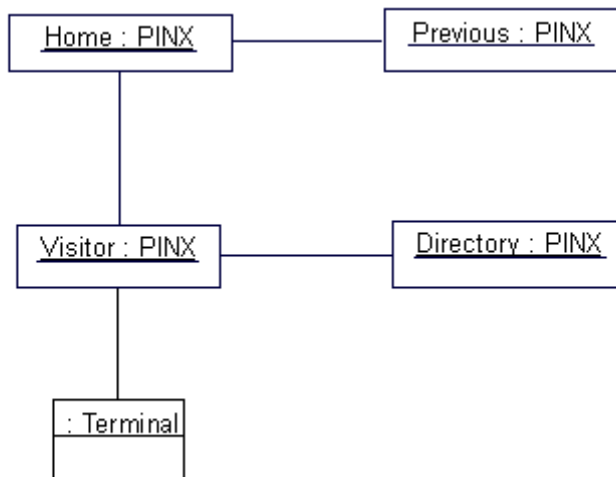 Home : PINX
Previous : PINX
Visitor : PINX
Directory : PINX
: Terminal